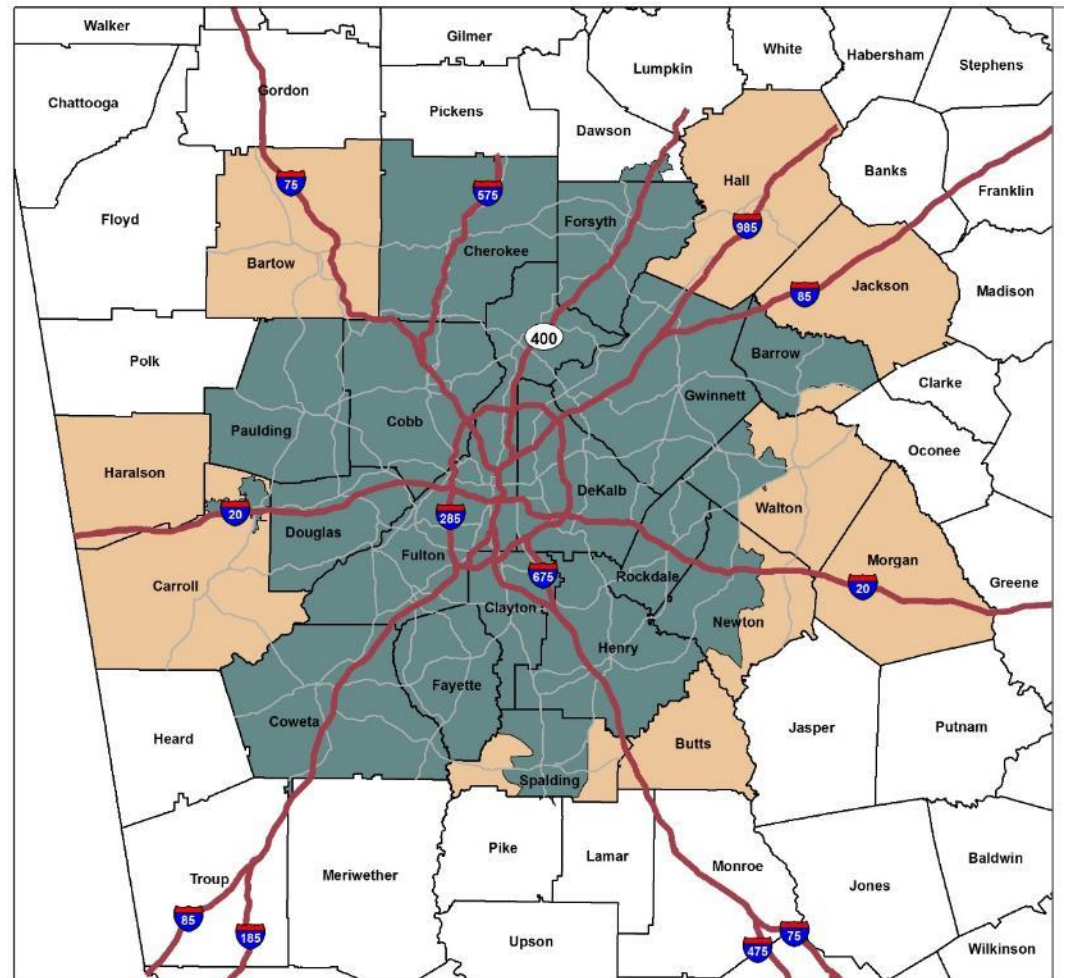 Walker
Gilmer
White
Habersham
Stephens
Lumpkin
Chattooga
Gordon
Pickens
Dawson
Banks
Franklin
Hall
75
575
Floyd
Forsyth
985
Cherokee
Bartow
85
Jackson
Madison
400
Polk
Barrow
Clarke
Gwinnett
Cobb
Paulding
Oconee
Haralson
DeKalb
20
285
Walton
Douglas
Fulton
Morgan
675
Rockdale
20
Greene
Carroll
Clayton
Newton
Henry
Fayette
Coweta
Jasper
Putnam
Heard
Butts
Spalding
Pike
Lamar
Monroe
Baldwin
Meriwether
Troup
Jones
85
185
Upson
475
75
Wilkinson